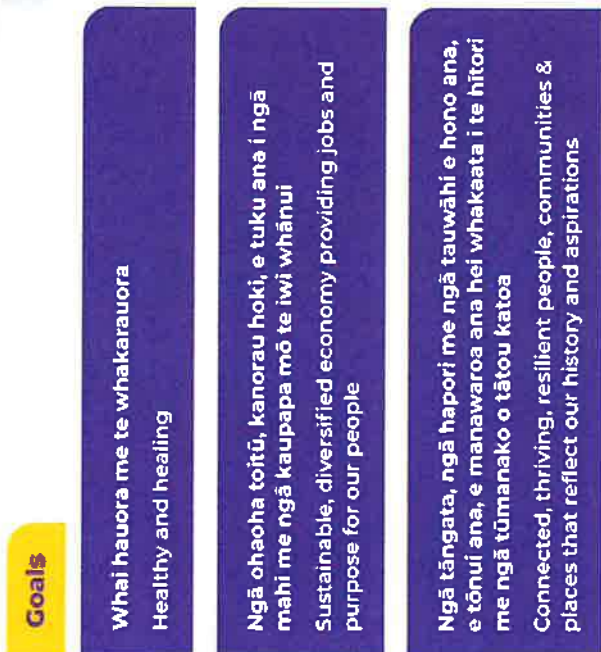 Goals
Whai hauora me te whakarauora
Healthy and healing
Ngā ohaoha toitū, kanorau hoki, e tuku ana i ngā
mahi me ngā kaupapa mō te iwi whānui
Sustainable, diversified economy providing jobs and
purpose for our people
Ngā tāngata, ngā hapori me ngā tauwāhi e hono ana,
e tōnui ana, e manawaroa ana hei whakaata i te hītori
me ngā tūmanako o tātou katoa
Connected, thriving, resilient people, communities &
places that reflect our history and aspirations